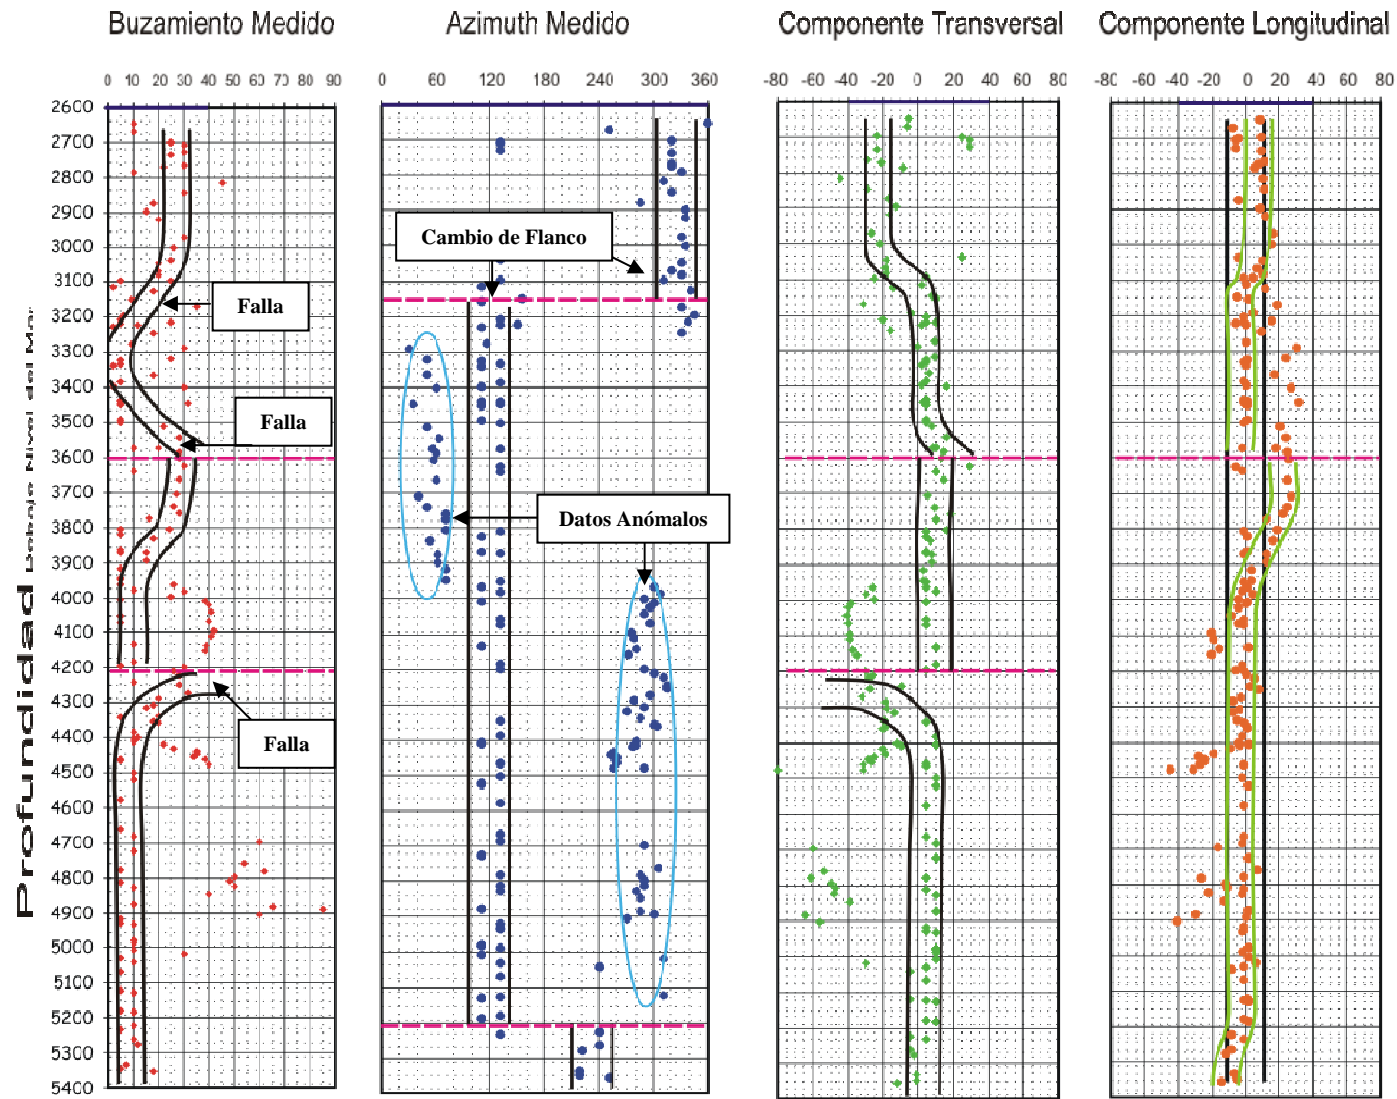 Buzamiento Medido
Azimuth Medido
Componente Transversal
Componente Longitudinal
0 10 20 30 40 50 60 70 80 90
0 60 120 180 240 300 360
-80 -60 -40 -20 0 20 40 60 80
-80 -60 -40 -20 0 20 40 60 80
Profundidad Debajo Nivel del Mar
2600
2700
2800
2900
3000
3100
3200
3300
3400
3500
3600
3700
3800
3900
4000
4100
4200
4300
4400
4500
4600
4700
4800
4900
5000
5100
5200
5300
5400
Cambio de Flanco
Falla
Falla
Datos Anómalos
Falla